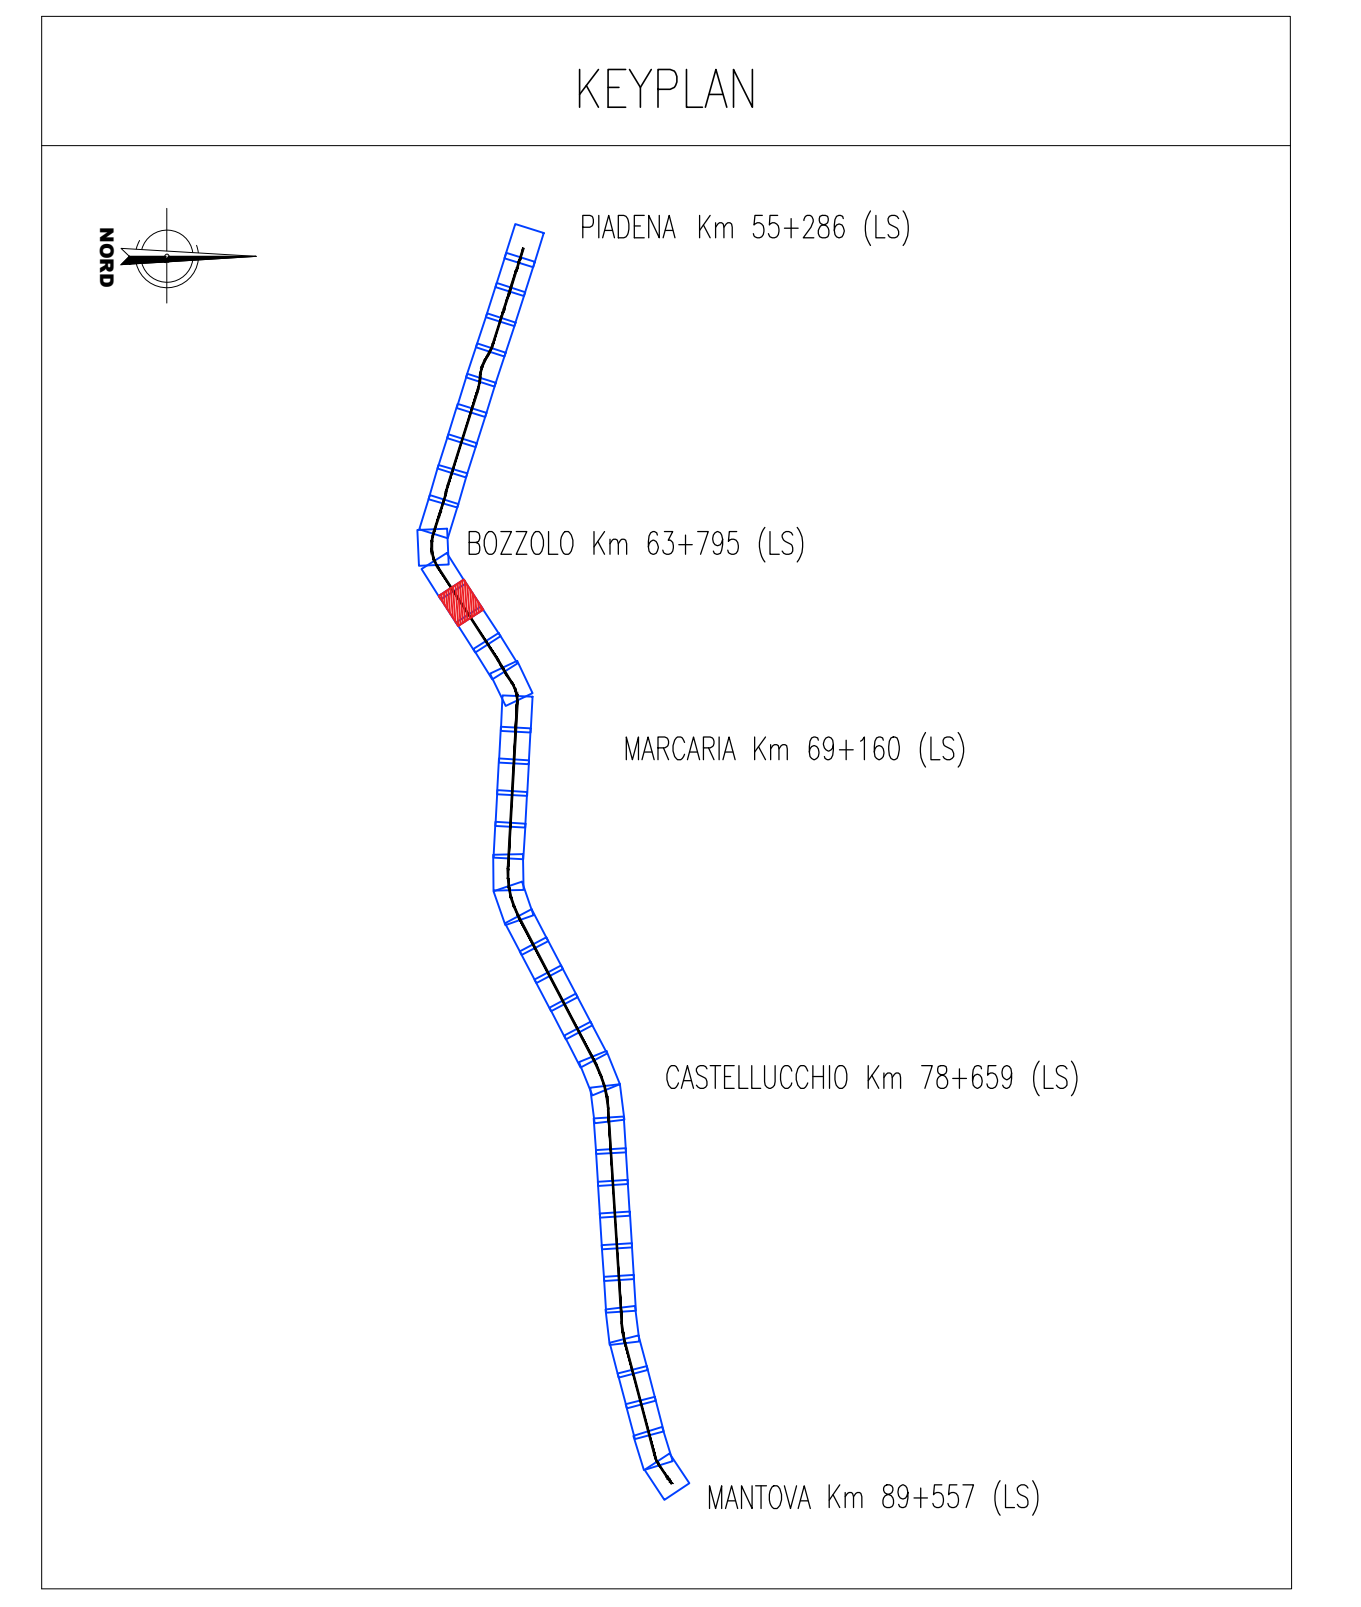 KEYPLAN
NORD
PIADENA Km 55+286 (LS)
BOZZOLO Km 63+795 (LS)
MARCARIA Km 69+160 (LS)
CASTELLUCCHIO Km 78+659 (LS)
MANTOVA Km 89+557 (LS)